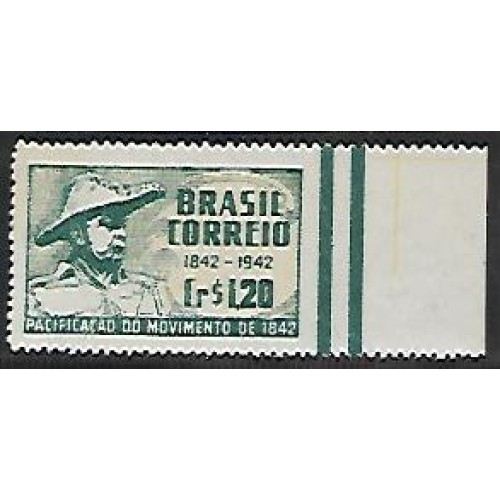 BRASIL
CORREIO
1842 - 1942
Cr$ 1,20
PACIFICAÇÃO DO MOVIMENTO DE 1842